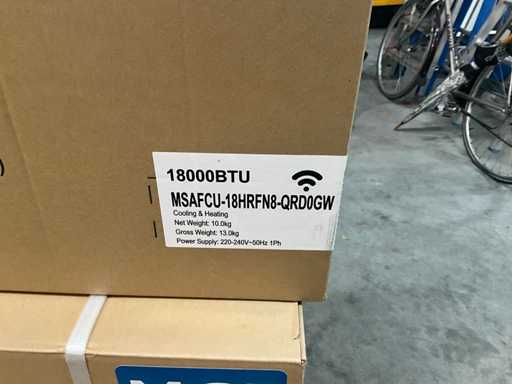 18000BTU
MSAFCU-18HRFN8-QRD0GW
Cooling & Heating
Net Weight: 10.0kg
Gross Weight: 13.0kg
Power Supply: 220-240V~50Hz 1Ph